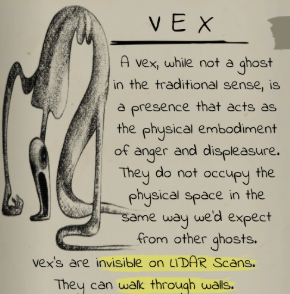 VEX
A vex, while not a ghost
in the traditional sense, is
a presence that acts as
the physical embodiment
of anger and displeasure.
They do not occupy the
physical space in the
same way we'd expect
from other ghosts.
vex's are invisible on LiDAR Scans.
They can walk through walls.